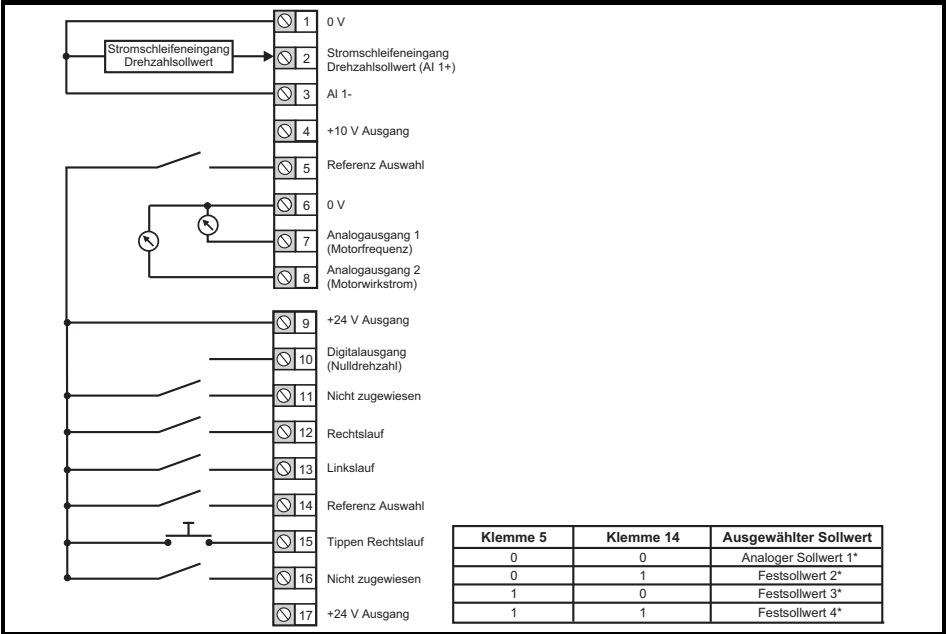 1 0 V
Stromschleifeneingang
Drehzahlsollwert
2 Stromschleifeneingang
Drehzahlsollwert (AI 1+)
3 AI 1-
4 +10 V Ausgang
5 Referenz Auswahl
6 0 V
7 Analogausgang 1
(Motorfrequenz)
8 Analogausgang 2
(Motorwirkstrom)
9 +24 V Ausgang
10 Digitalausgang
(Nulldrehzahl)
11 Nicht zugewiesen
12 Rechtslauf
13 Linkslauf
14 Referenz Auswahl
15 Tippen Rechtslauf
16 Nicht zugewiesen
17 +24 V Ausgang
Klemme 5 Klemme 14 Ausgewählter Sollwert
0 0 Analoger Sollwert 1*
0 1 Festsollwert 2*
1 0 Festsollwert 3*
1 1 Festsollwert 4*